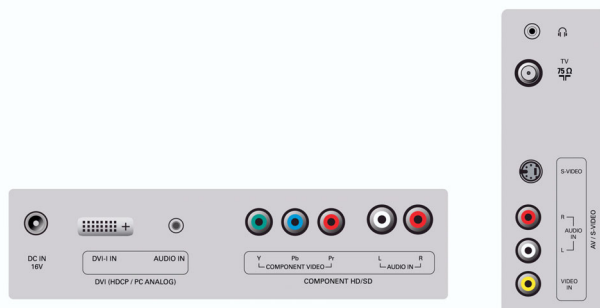 DC IN
16V
DVI-I IN
AUDIO IN
DVI (HDCP / PC ANALOG)
Y Pb Pr
COMPONENT VIDEO
L R
AUDIO IN
COMPONENT HD/SD
TV
75 Ω
S-VIDEO
R
AUDIO
IN
L
VIDEO
IN
AV / S-VIDEO